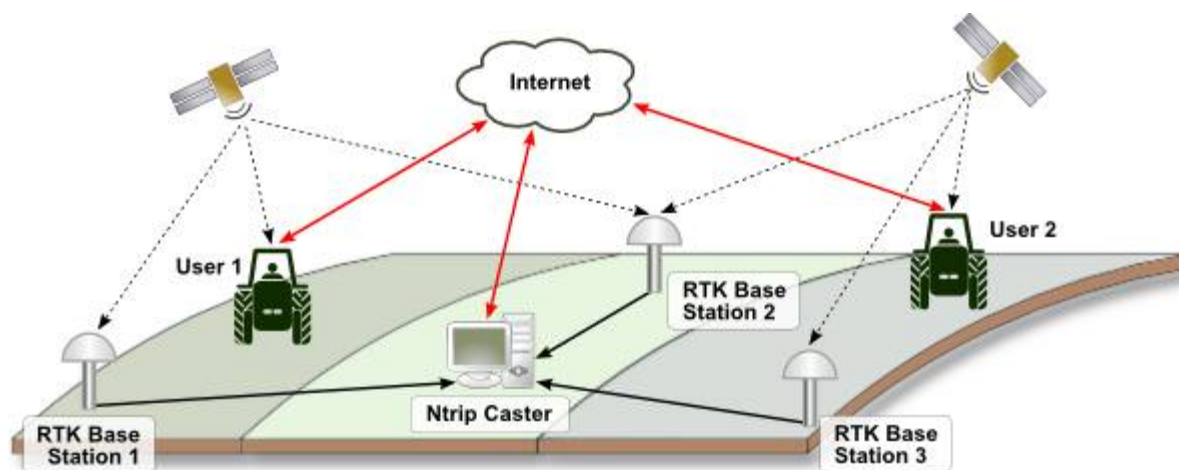 Internet
User 1
User 2
RTK Base
Station 2
Ntrip Caster
RTK Base
Station 1
RTK Base
Station 3